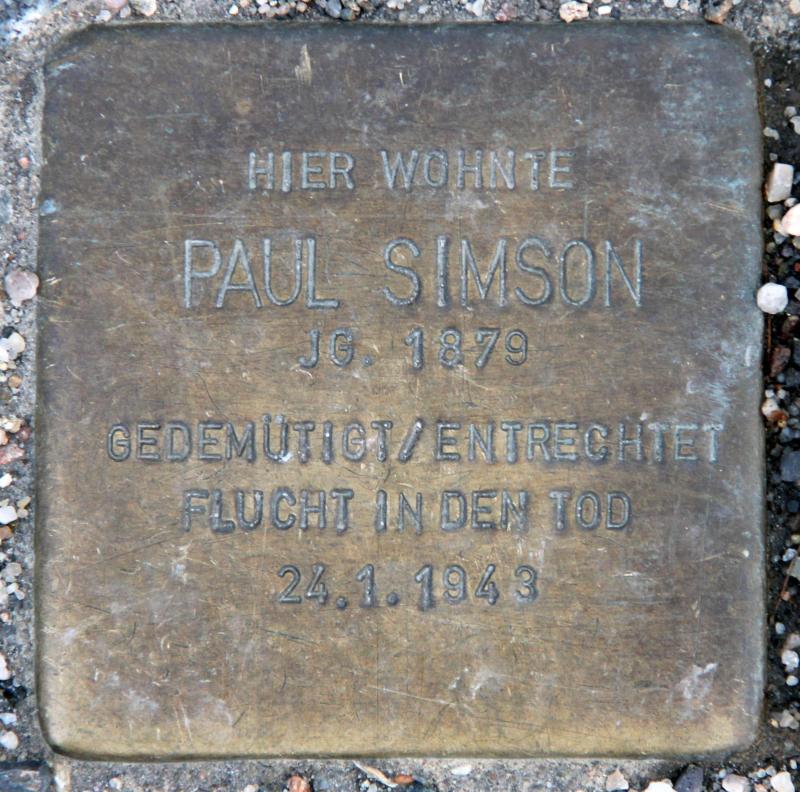 HIER WOHNTE
PAUL SIMSON
JG. 1879
GEDEMÜTIGT/ENTRECHTET
FLUCHT IN DEN TOD
24.1.1943